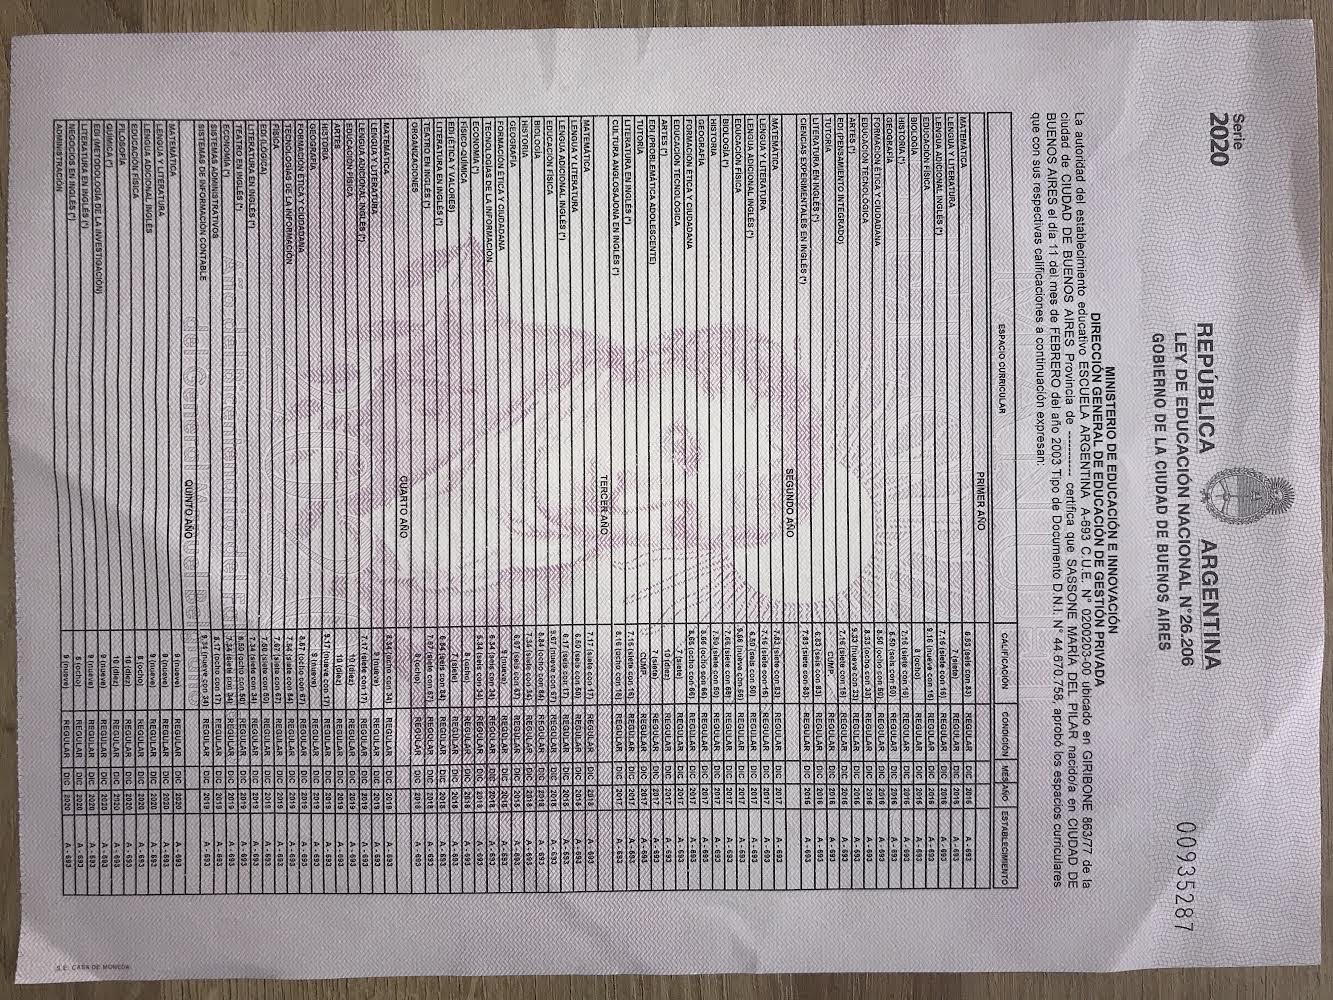 Serie
2020
REPÚBLICA ARGENTINA
LEY DE EDUCACIÓN NACIONAL N°26.206
GOBIERNO DE LA CIUDAD DE BUENOS AIRES
00935287
MINISTERIO DE EDUCACIÓN E INNOVACIÓN
DIRECCIÓN GENERAL DE EDUCACIÓN DE GESTIÓN PRIVADA
La autoridad del establecimiento educativo ESCUELA ARGENTINA A-693 C.U.E. N° 020203-00 ubicado en GIRIBONE 863/77 de la
ciudad de CIUDAD DE BUENOS AIRES Provincia de ---------- certifica que SASSONE MARIA DEL PILAR nacido/a en CIUDAD DE
BUENOS AIRES el día 11 del mes de FEBRERO del año 2003 Tipo de Documento D.N.I. N° 44.670.758, aprobó los espacios curriculares
que con sus respectivas calificaciones a continuación expresan:
ESPACIO CURRICULAR CALIFICACIÓN CONDICIÓN MES AÑO ESTABLECIMIENTO
PRIMER AÑO
MATEMÁTICA 6.83 (seis con 83) REGULAR DIC 2016 A - 693
LENGUA Y LITERATURA 7 (siete) REGULAR DIC 2016 A - 693
LENGUA ADICIONAL INGLÉS (*) 7.16 (siete con 16) REGULAR DIC 2016 A - 693
EDUCACIÓN FÍSICA 9.16 (nueve con 16) REGULAR DIC 2016 A - 693
BIOLOGÍA 8 (ocho) REGULAR DIC 2016 A - 693
HISTORIA (*) 7.16 (siete con 16) REGULAR DIC 2016 A - 693
GEOGRAFÍA 6.50 (seis con 50) REGULAR DIC 2016 A - 693
FORMACIÓN ÉTICA Y CIUDADANA 8.50 (ocho con 50) REGULAR DIC 2016 A - 693
EDUCACIÓN TECNOLÓGICA 8.33 (ocho con 33) REGULAR DIC 2016 A - 693
ARTES (*) 9.33 (nueve con 33) REGULAR DIC 2016 A - 693
EDI (PENSAMIENTO INTEGRADO) 7.16 (siete con 16) REGULAR DIC 2016 A - 693
TUTORÍA CUMP. REGULAR DIC 2016 A - 693
LITERATURA EN INGLÉS (*) 6.83 (seis con 83) REGULAR DIC 2016 A - 693
CIENCIAS EXPERIMENTALES EN INGLÉS (*) 7.83 (siete con 83) REGULAR DIC 2016 A - 693
SEGUNDO AÑO
MATEMÁTICA REGULAR DIC 2017 A - 693
LENGUA Y LITERATURA 7.16 (siete con 16) REGULAR DIC 2017 A - 693
LENGUA ADICIONAL INGLÉS (*) 6.50 (seis con 50) REGULAR DIC 2017 A - 693
EDUCACIÓN FÍSICA 9.66 (nueve con 66) REGULAR DIC 2017 A - 693
BIOLOGÍA (*) 7.66 (siete con 66) REGULAR DIC 2017 A - 693
HISTORIA 7.50 (siete con 50) REGULAR DIC 2017 A - 693
GEOGRAFÍA 8.66 (ocho con 66) REGULAR DIC 2017 A - 693
FORMACIÓN ÉTICA Y CIUDADANA 8.66 (ocho con 66) REGULAR DIC 2017 A - 693
EDUCACIÓN TECNOLÓGICA 7 (siete) REGULAR DIC 2017 A - 693
ARTES (*) 10 (diez) REGULAR DIC 2017 A - 693
EDI (PROBLEMÁTICA ADOLESCENTE) 7 (siete) REGULAR DIC 2017 A - 693
TUTORÍA CUMP. REGULAR DIC 2017 A - 693
LITERATURA EN INGLÉS (*) 7.16 (siete con 16) REGULAR DIC 2017 A - 693
CULTURA ANGLOSAJONA EN INGLÉS (*) 8.16 (ocho con 16) REGULAR DIC 2017 A - 693
TERCER AÑO
MATEMÁTICA 7.17 (siete con 17) REGULAR DIC 2018 A - 693
LENGUA Y LITERATURA 6.50 (seis con 50) REGULAR DIC 2018 A - 693
LENGUA ADICIONAL INGLÉS (*) 6.17 (seis con 17) REGULAR DIC 2018 A - 693
EDUCACIÓN FÍSICA 9.67 (nueve con 67) REGULAR DIC 2018 A - 693
BIOLOGÍA 8.84 (ocho con 84) REGULAR DIC 2018 A - 693
HISTORIA 7.34 (siete con 34) REGULAR DIC 2018 A - 693
GEOGRAFÍA 6.67 (seis con 67) REGULAR DIC 2018 A - 693
FORMACIÓN ÉTICA Y CIUDADANA 9 (nueve) REGULAR DIC 2018 A - 693
TECNOLOGÍAS DE LA INFORMACIÓN 6.34 (seis con 34) REGULAR DIC 2018 A - 693
ECONOMÍA (*) 6.34 (seis con 34) REGULAR DIC 2018 A - 693
FÍSICO-QUÍMICA 8 (ocho) REGULAR DIC 2018 A - 693
EDI (ÉTICA Y VALORES) 7 (siete) REGULAR DIC 2018 A - 693
LITERATURA EN INGLÉS (*) 6.84 (seis con 84) REGULAR DIC 2018 A - 693
TEATRO EN INGLÉS (*) 7.67 (siete con 67) REGULAR DIC 2018 A - 693
ORGANIZACIONES 8 (ocho) REGULAR DIC 2018 A - 693
CUARTO AÑO
MATEMÁTICA 8.34 (ocho con 34) REGULAR DIC 2019 A - 693
LENGUA Y LITERATURA 9 (nueve) REGULAR DIC 2019 A - 693
LENGUA ADICIONAL INGLÉS (*) 7.17 (siete con 17) REGULAR DIC 2019 A - 693
EDUCACIÓN FÍSICA 10 (diez) REGULAR DIC 2019 A - 693
ARTES 10 (diez) REGULAR DIC 2019 A - 693
HISTORIA 9.17 (nueve con 17) REGULAR DIC 2019 A - 693
GEOGRAFÍA 9 (nueve) REGULAR DIC 2019 A - 693
FORMACIÓN ÉTICA Y CIUDADANA 8.67 (ocho con 67) REGULAR DIC 2019 A - 693
TECNOLOGÍAS DE LA INFORMACIÓN 7.84 (siete con 84) REGULAR DIC 2019 A - 693
FÍSICA 7.67 (siete con 67) REGULAR DIC 2019 A - 693
EDI (LÓGICA) 7.50 (siete con 50) REGULAR DIC 2019 A - 693
LITERATURA EN INGLÉS (*) 7.34 (siete con 34) REGULAR DIC 2019 A - 693
TEATRO EN INGLÉS (*) 8.50 (ocho con 50) REGULAR DIC 2019 A - 693
ECONOMÍA (*) 7.34 (siete con 34) REGULAR DIC 2019 A - 693
SISTEMAS ADMINISTRATIVOS 8.17 (ocho con 17) REGULAR DIC 2019 A - 693
SISTEMAS DE INFORMACIÓN CONTABLE 9.34 (nueve con 34) REGULAR DIC 2019 A - 693
QUINTO AÑO
MATEMÁTICA 9 (nueve) REGULAR DIC 2020 A - 693
LENGUA Y LITERATURA 9 (nueve) REGULAR DIC 2020 A - 693
LENGUA ADICIONAL INGLÉS 9 (nueve) REGULAR DIC 2020 A - 693
EDUCACIÓN FÍSICA 8 (ocho) REGULAR DIC 2020 A - 693
FILOSOFÍA 10 (diez) REGULAR DIC 2020 A - 693
QUÍMICA (*) 10 (diez) REGULAR DIC 2020 A - 693
EDI (METODOLOGÍA DE LA INVESTIGACIÓN) REGULAR DIC 2020 A - 693
LITERATURA EN INGLÉS (*) 9 (nueve) REGULAR DIC 2020 A - 693
NEGOCIOS EN INGLÉS (*) 8 (ocho) REGULAR DIC 2020 A - 693
ADMINISTRACIÓN 9 (nueve) REGULAR DIC 2020 A - 693
Año del Bicentenario del Paso
del General Manuel Belgrano
S.E. CASA DE MONEDA